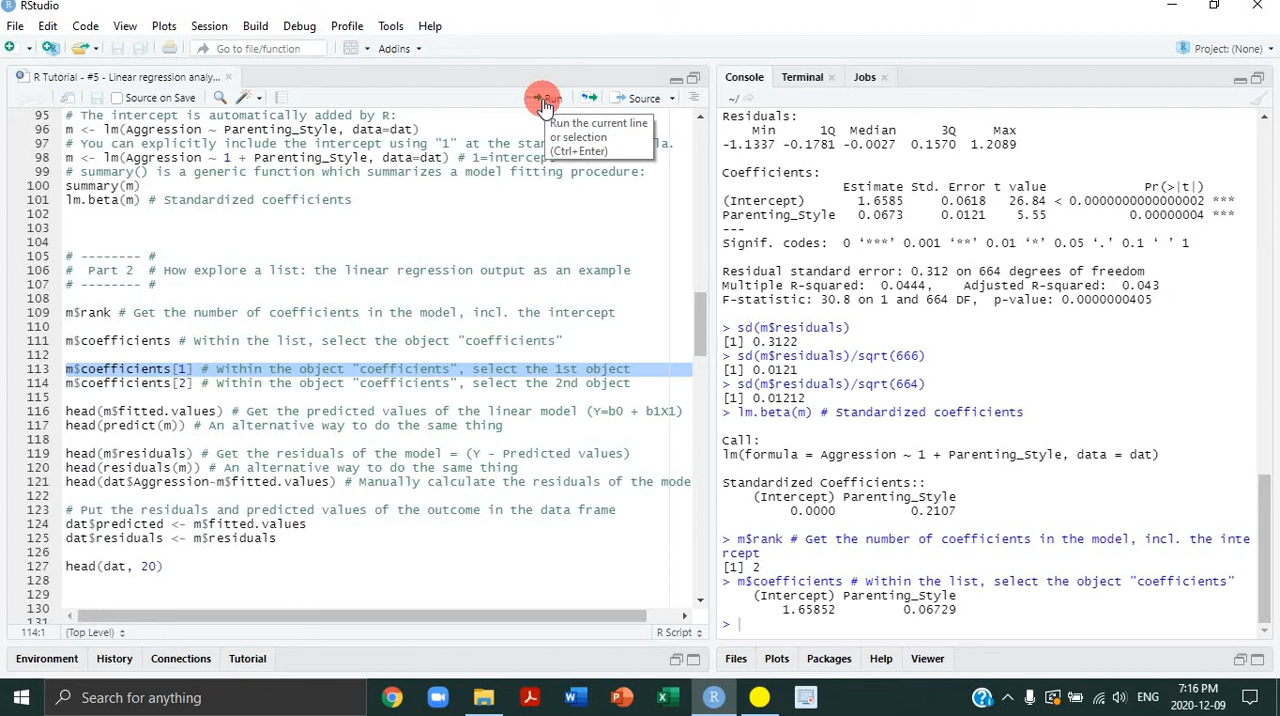 RStudio
File Edit Code View Plots Session Build Debug Profile Tools Help
Go to file/function Addins Project: (None)
R Tutorial - #5 - Linear regression analy...
Source on Save Run Source
Run the current line
or selection
(Ctrl+Enter)
95 # The intercept is automatically added by R:
96 m <- lm(Aggression ~ Parenting_Style, data=dat)
97 # You can explicitly include the intercept using "1" at the sta
98 m <- lm(Aggression ~ 1 + Parenting_Style, data=dat) # 1=intercep
99 # summary() is a generic function which summarizes a model fitting procedure:
100 summary(m)
101 lm.beta(m) # Standardized coefficients
102
103
104
105 # -------- #
106 #  Part 2  # How explore a list: the linear regression output as an example
107 # -------- #
108
109 m$rank # Get the number of coefficients in the model, incl. the intercept
110
111 m$coefficients # Within the list, select the object "coefficients"
112
113 m$coefficients[1] # Within the object "coefficients", select the 1st object
114 m$coefficients[2] # Within the object "coefficients", select the 2nd object
115
116 head(m$fitted.values) # Get the predicted values of the linear model (Y=b0 + b1X1)
117 head(predict(m)) # An alternative way to do the same thing
118
119 head(m$residuals) # Get the residuals of the model = (Y - Predicted values)
120 head(residuals(m)) # An alternative way to do the same thing
121 head(dat$Aggression-m$fitted.values) # Manually calculate the residuals of the mode
122
123 # Put the residuals and predicted values of the outcome in the data frame
124 dat$predicted <- m$fitted.values
125 dat$residuals <- m$residuals
126
127 head(dat, 20)
128
129
130
131
114:1 (Top Level) R Script
Environment History Connections Tutorial
Console Terminal Jobs
~/
Residuals:
Min 1Q Median 3Q Max
-1.1337 -0.1781 -0.0027 0.1570 1.2089
Coefficients:
Estimate Std. Error t value Pr(>|t|)
(Intercept) 1.6585 0.0618 26.84 < 0.0000000000000002 ***
Parenting_Style 0.0673 0.0121 5.55 0.00000004 ***
---
Signif. codes: 0 ‘***’ 0.001 ‘**’ 0.01 ‘*’ 0.05 ‘.’ 0.1 ‘ ’ 1
Residual standard error: 0.312 on 664 degrees of freedom
Multiple R-squared: 0.0444, Adjusted R-squared: 0.043
F-statistic: 30.8 on 1 and 664 DF, p-value: 0.0000000405
> sd(m$residuals)
[1] 0.3122
> sd(m$residuals)/sqrt(666)
[1] 0.0121
> sd(m$residuals)/sqrt(664)
[1] 0.01212
> lm.beta(m) # Standardized coefficients
Call:
lm(formula = Aggression ~ 1 + Parenting_Style, data = dat)
Standardized Coefficients::
(Intercept) Parenting_Style
0.0000 0.2107
> m$rank # Get the number of coefficients in the model, incl. the inte
rcept
[1] 2
> m$coefficients # Within the list, select the object "coefficients"
(Intercept) Parenting_Style
1.65852 0.06729
>
Files Plots Packages Help Viewer
Search for anything
ENG
7:16 PM
2020-12-09